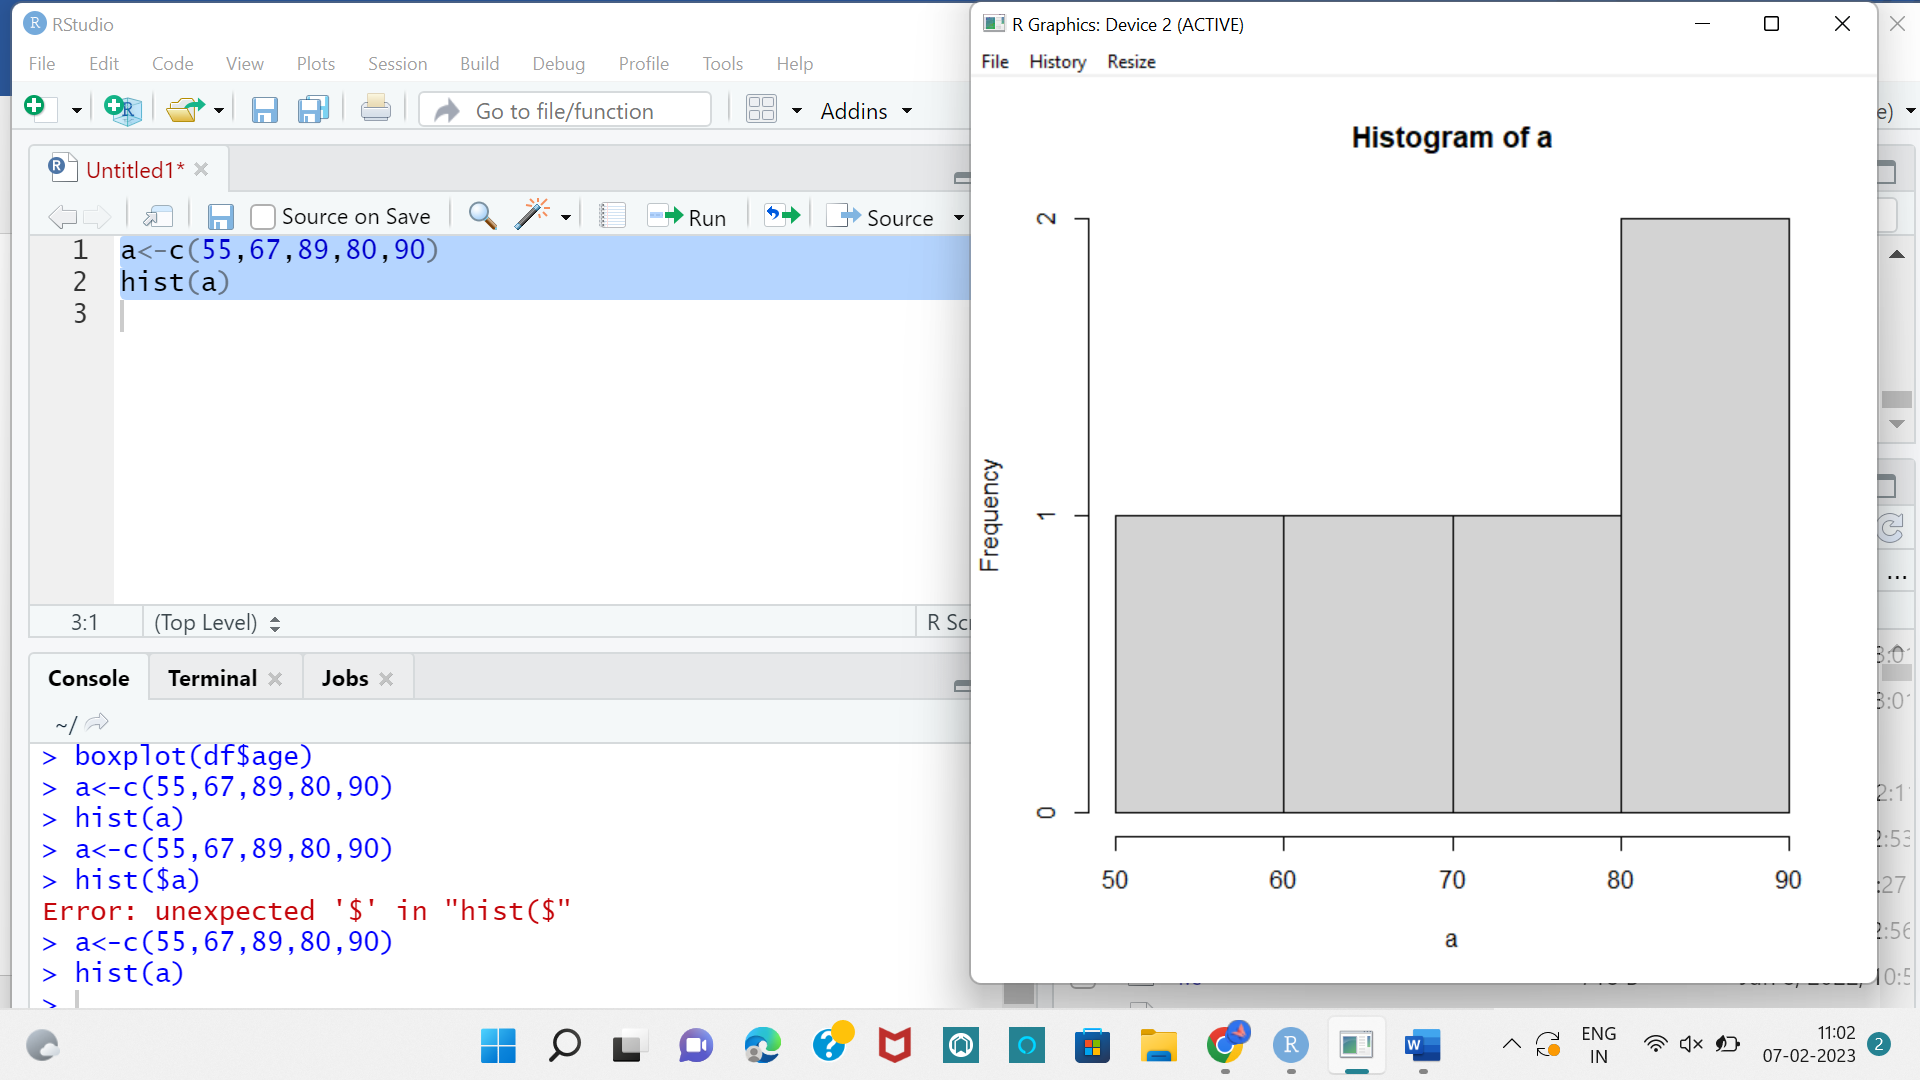 RStudio
File Edit Code View Plots Session Build Debug Profile Tools Help
Go to file/function
Addins
Untitled1*
Source on Save
Run
Source
1 a<-c(55,67,89,80,90)
2 hist(a)
3
3:1 (Top Level)
Console Terminal Jobs
~/
> boxplot(df$age)
> a<-c(55,67,89,80,90)
> hist(a)
> a<-c(55,67,89,80,90)
> hist($a)
Error: unexpected '$' in "hist($"
> a<-c(55,67,89,80,90)
> hist(a)
>
R Graphics: Device 2 (ACTIVE)
File History Resize
Histogram of a
Frequency
2
1
0
50 60 70 80 90
a
ENG
IN
11:02
07-02-2023
2